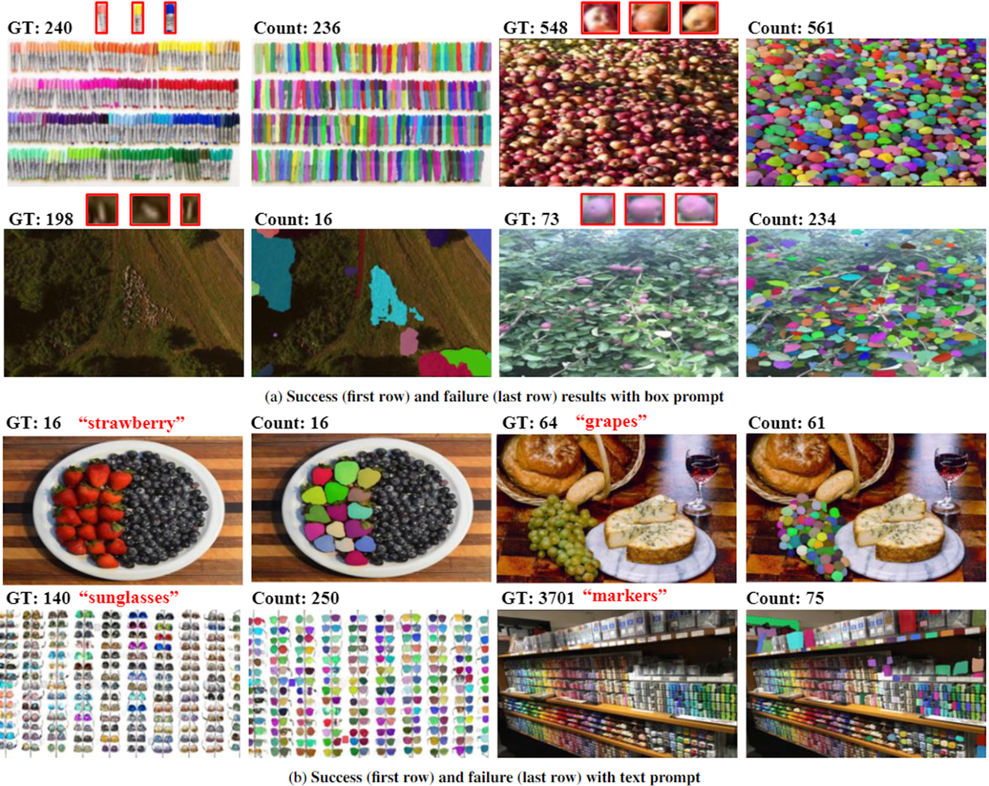 GT: 240 Count: 236 GT: 548 Count: 561
GT: 198 Count: 16 GT: 73 Count: 234
(a) Success (first row) and failure (last row) results with box prompt
GT: 16 “strawberry” Count: 16 GT: 64 “grapes” Count: 61
GT: 140 “sunglasses” Count: 250 GT: 3701 “markers” Count: 75
(b) Success (first row) and failure (last row) with text prompt